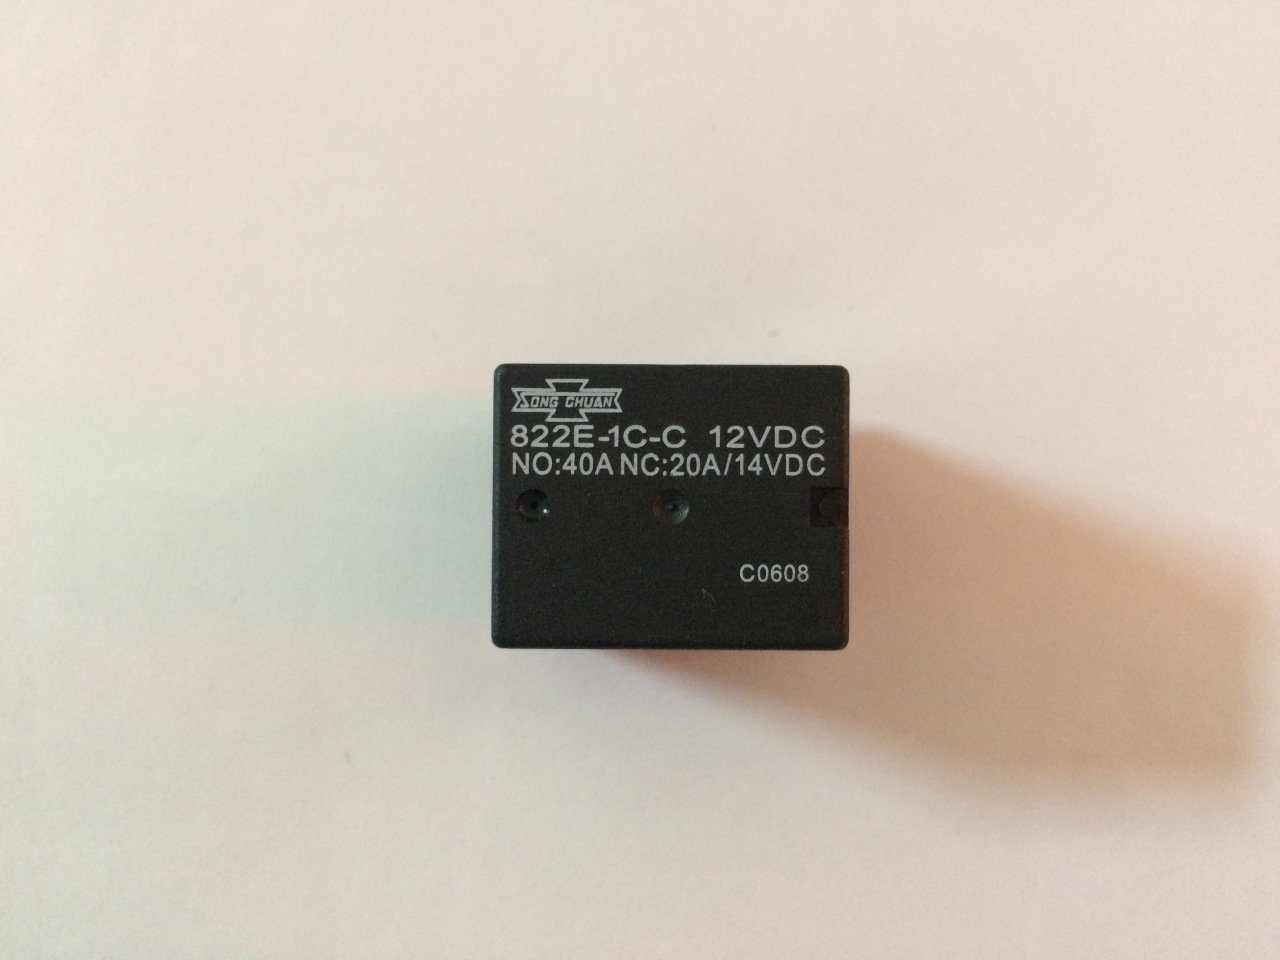 SONG CHUAN
822E-1C-C 12VDC
NO:40A NC:20A/14VDC
C0608